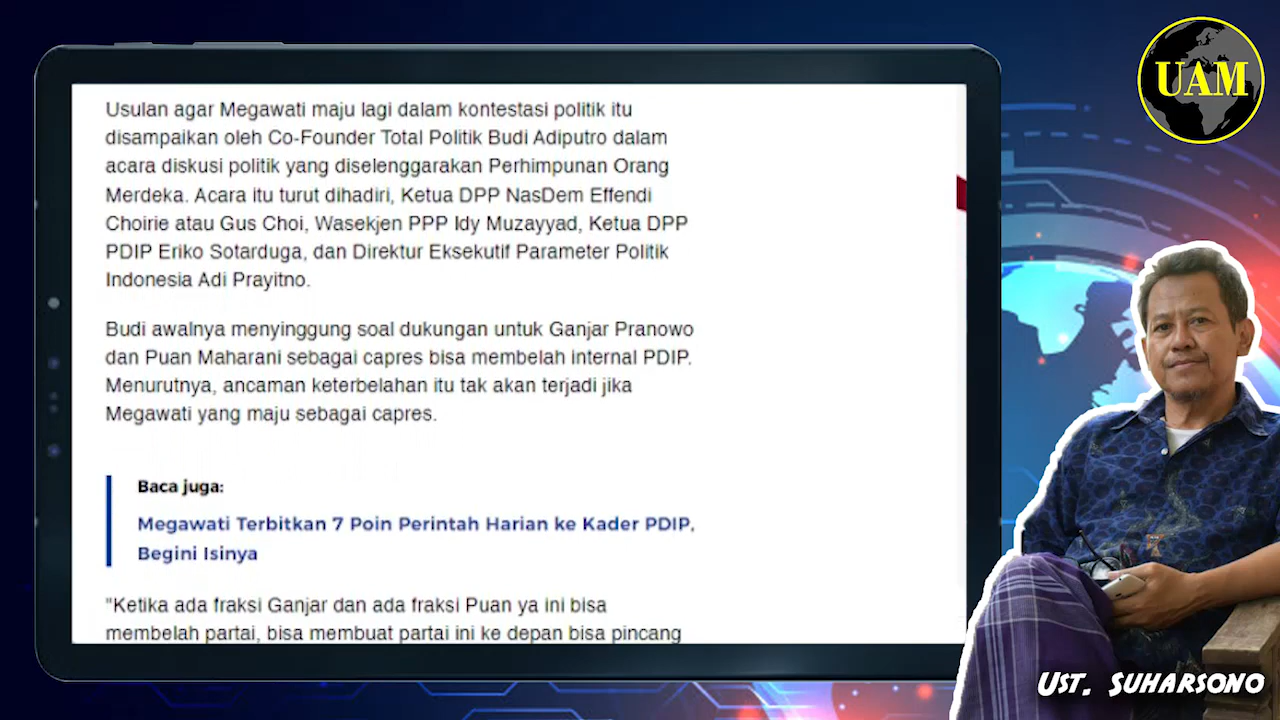 Usulan agar Megawati maju lagi dalam kontestasi politik itu
disampaikan oleh Co-Founder Total Politik Budi Adiputro dalam
acara diskusi politik yang diselenggarakan Perhimpunan Orang
Merdeka. Acara itu turut dihadiri, Ketua DPP NasDem Effendi
Choirie atau Gus Choi, Wasekjen PPP Idy Muzayyad, Ketua DPP
PDIP Eriko Sotarduga, dan Direktur Eksekutif Parameter Politik
Indonesia Adi Prayitno.
Budi awalnya menyinggung soal dukungan untuk Ganjar Pranowo
dan Puan Maharani sebagai capres bisa membelah internal PDIP.
Menurutnya, ancaman keterbelahan itu tak akan terjadi jika
Megawati yang maju sebagai capres.
Baca juga:
Megawati Terbitkan 7 Poin Perintah Harian ke Kader PDIP,
Begini Isinya
"Ketika ada fraksi Ganjar dan ada fraksi Puan ya ini bisa
membelah partai, bisa membuat partai ini ke depan bisa pincang
UAM
UST. SUHARSONO